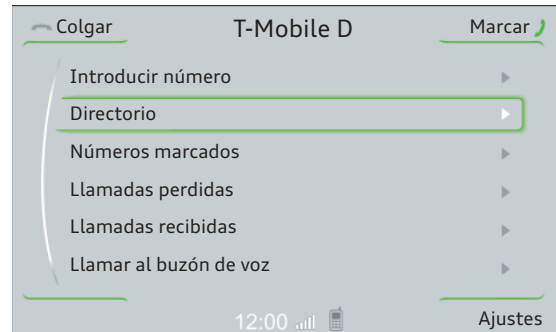 Colgar T-Mobile D Marcar
Introducir número
Directorio
Números marcados
Llamadas perdidas
Llamadas recibidas
Llamar al buzón de voz
12:00 Ajustes